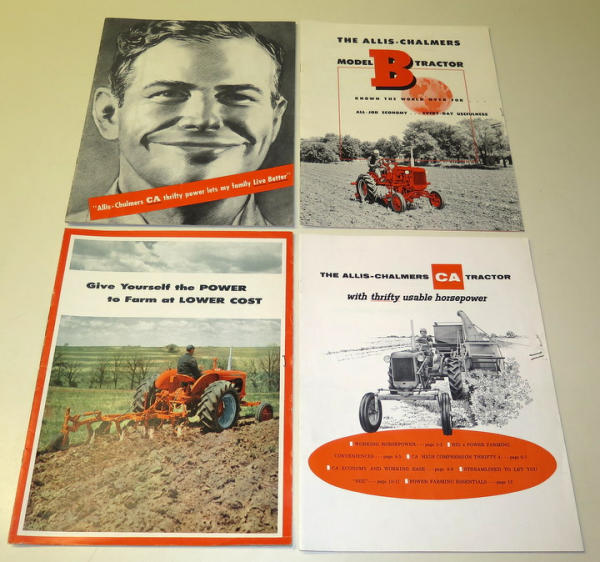 "Allis-Chalmers CA thrifty power lets my family Live Better"
THE ALLIS-CHALMERS
MODEL B TRACTOR
KNOWN THE WORLD OVER FOR
ALL-JOB ECONOMY ... EVERY-DAY USEFULNESS
Give Yourself the POWER
to Farm at LOWER COST
THE ALLIS-CHALMERS CA TRACTOR
with thrifty usable horsepower
WORKING HORSEPOWER — page 2-3 POWER FARMING
CONVENIENCES — page 4-5 CA HIGH COMPRESSION THRIFTY 4 — page 6-7
CA ECONOMY AND WORKING EASE — page 8-9 STREAMLINED TO LET YOU
"SEE" — page 10-11 POWER FARMING ESSENTIALS — page 12